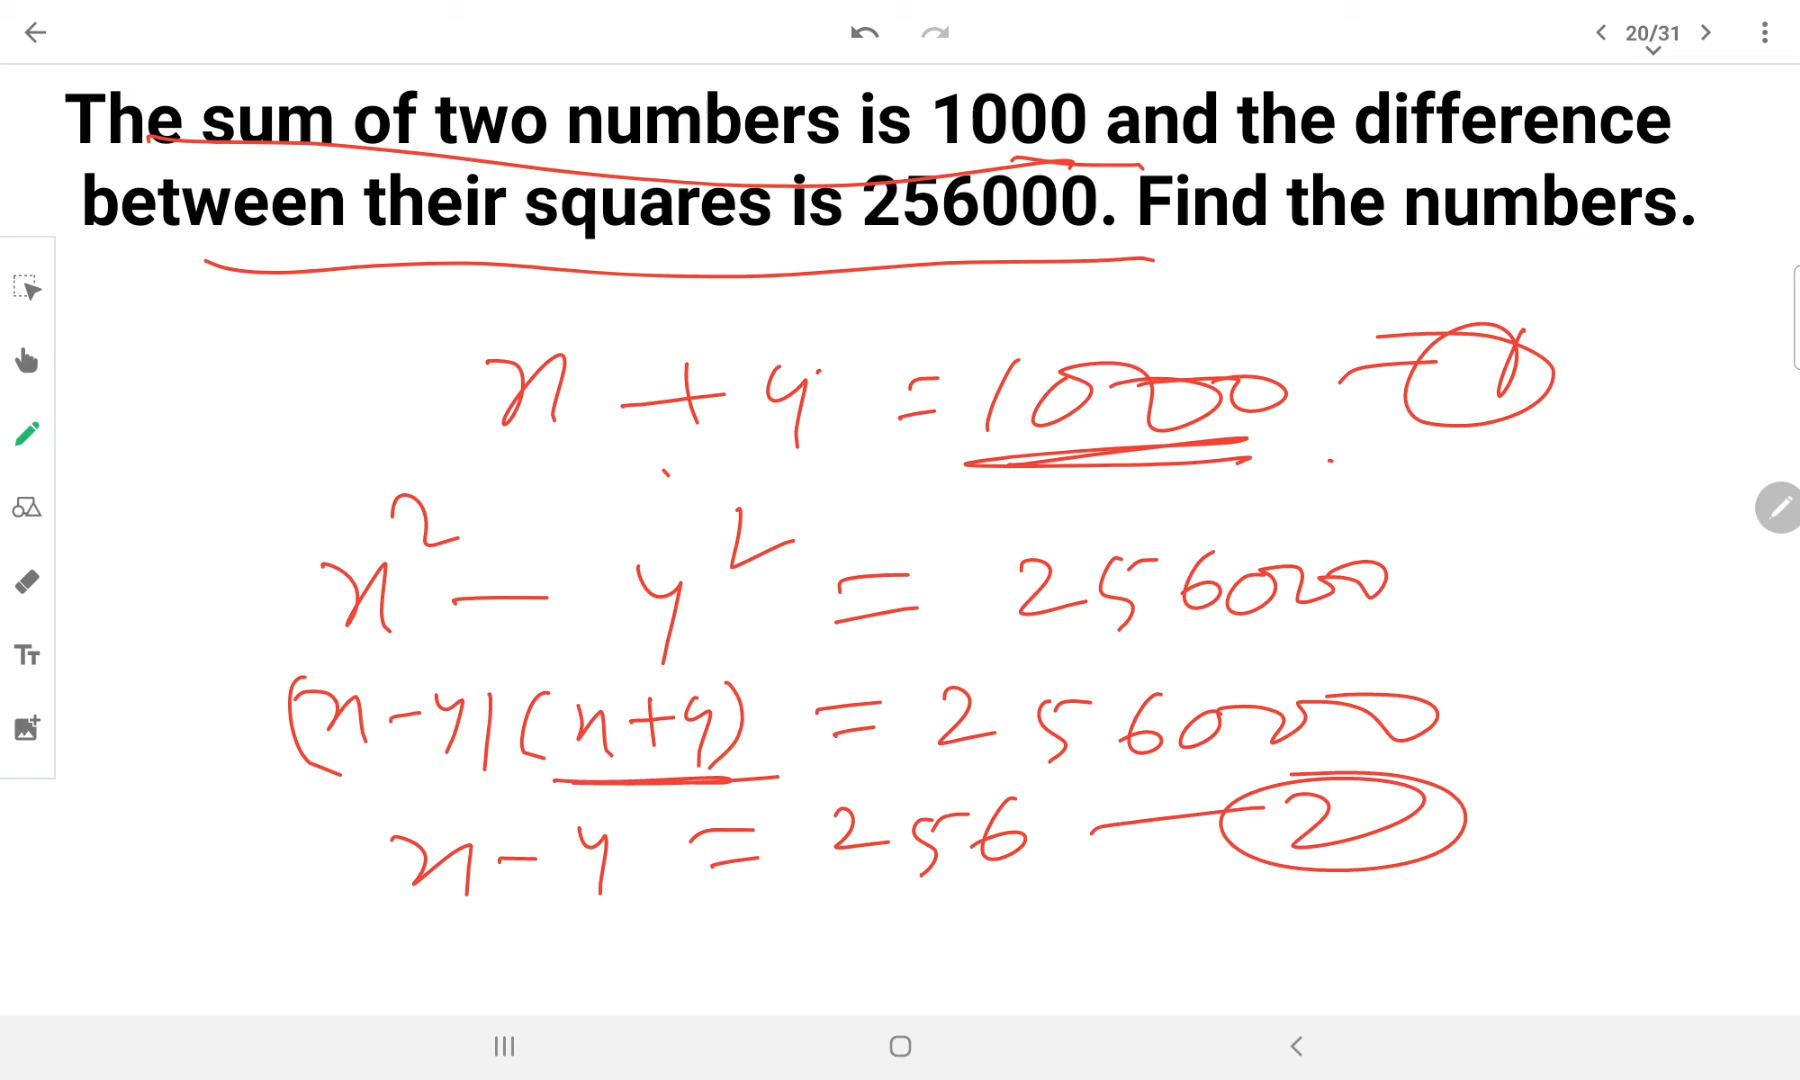 20/31
The sum of two numbers is 1000 and the difference
between their squares is 256000. Find the numbers.
x + y = 1000 — 1
x² - y² = 256000
(x-y)(x+y) = 256000
x - y = 256 — 2
Tт